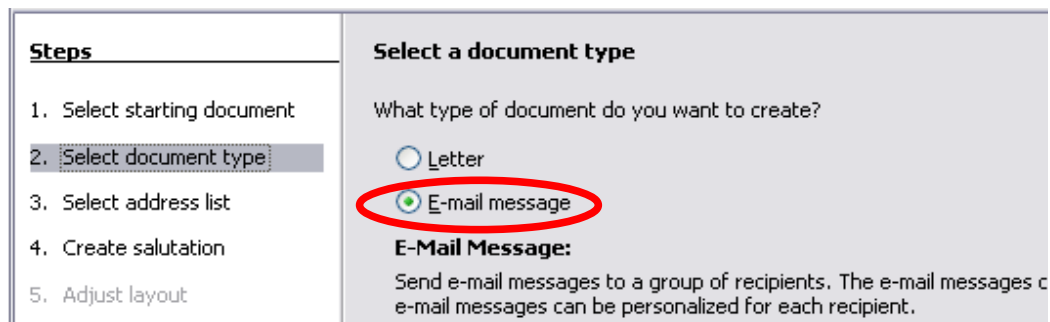 Steps
1. Select starting document
2. Select document type
3. Select address list
4. Create salutation
5. Adjust layout
Select a document type
What type of document do you want to create?
Letter
E-mail message
E-Mail Message:
Send e-mail messages to a group of recipients. The e-mail messages c
e-mail messages can be personalized for each recipient.